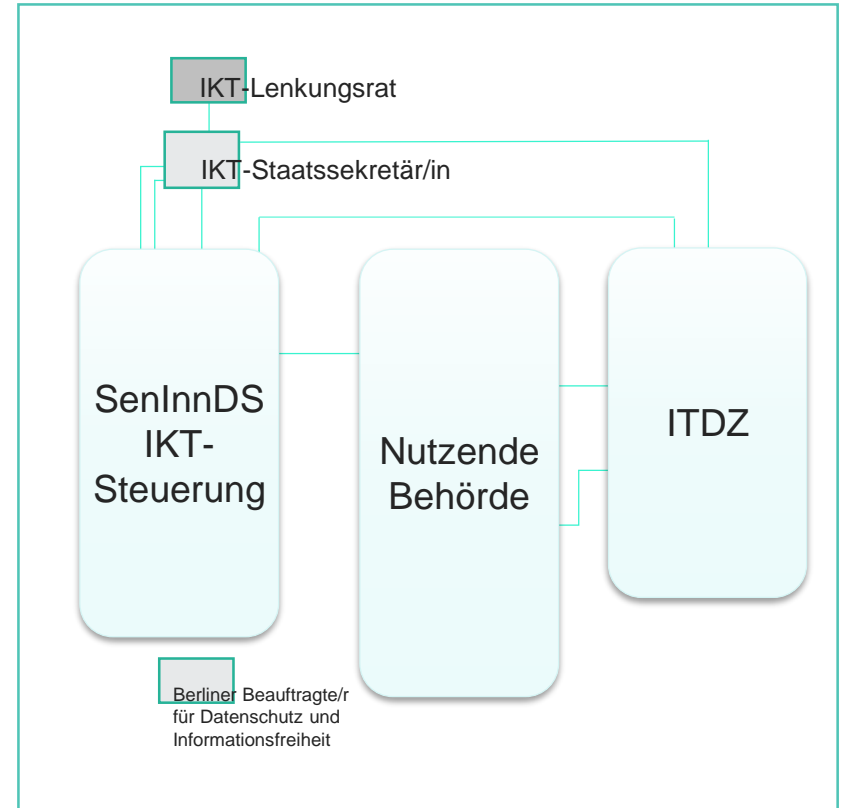 IKT-Lenkungsrat
IKT-Staatssekretär/in
SenInnDS
IKT-
Steuerung
Nutzende
Behörde
ITDZ
Berliner Beauftragte/r
für Datenschutz und
Informationsfreiheit